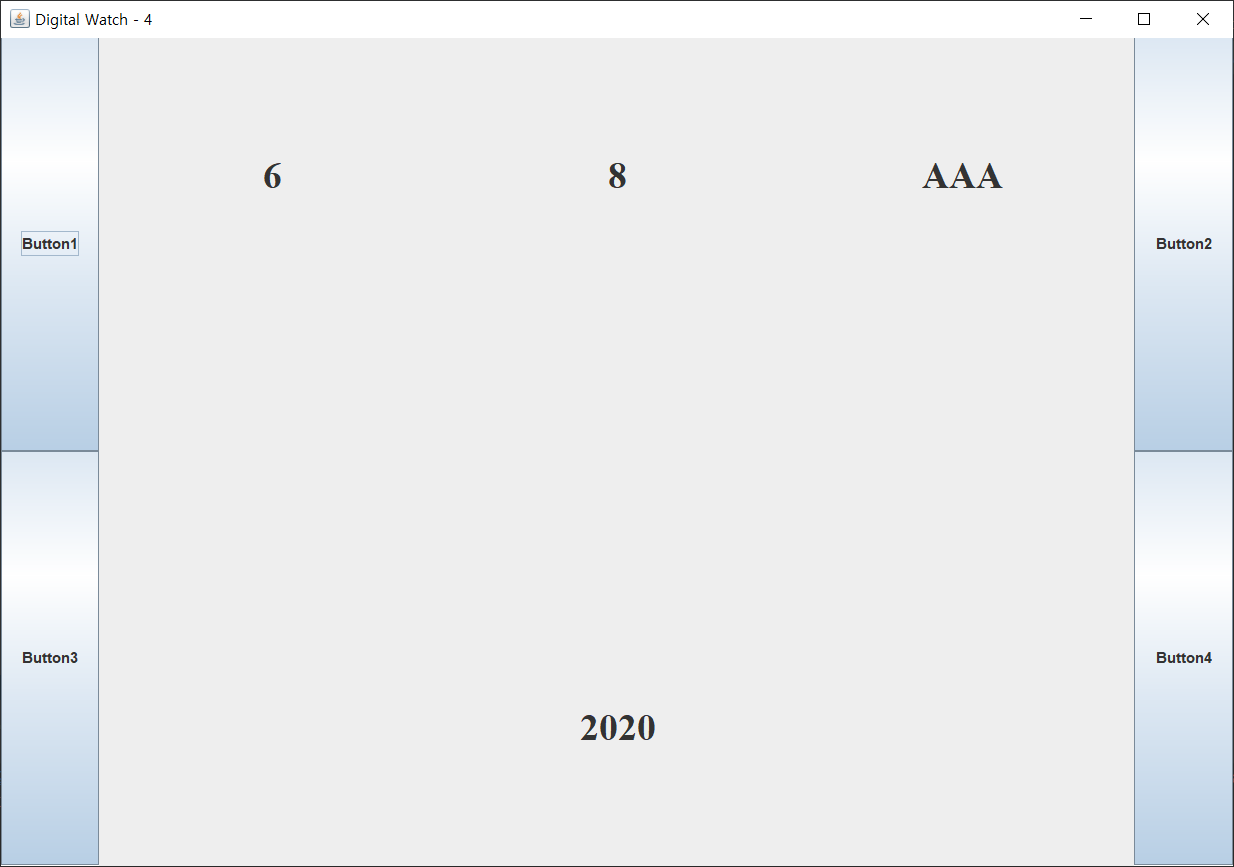 Digital Watch - 4
6 8 AAA
Button1 Button2
Button3 Button4
2020